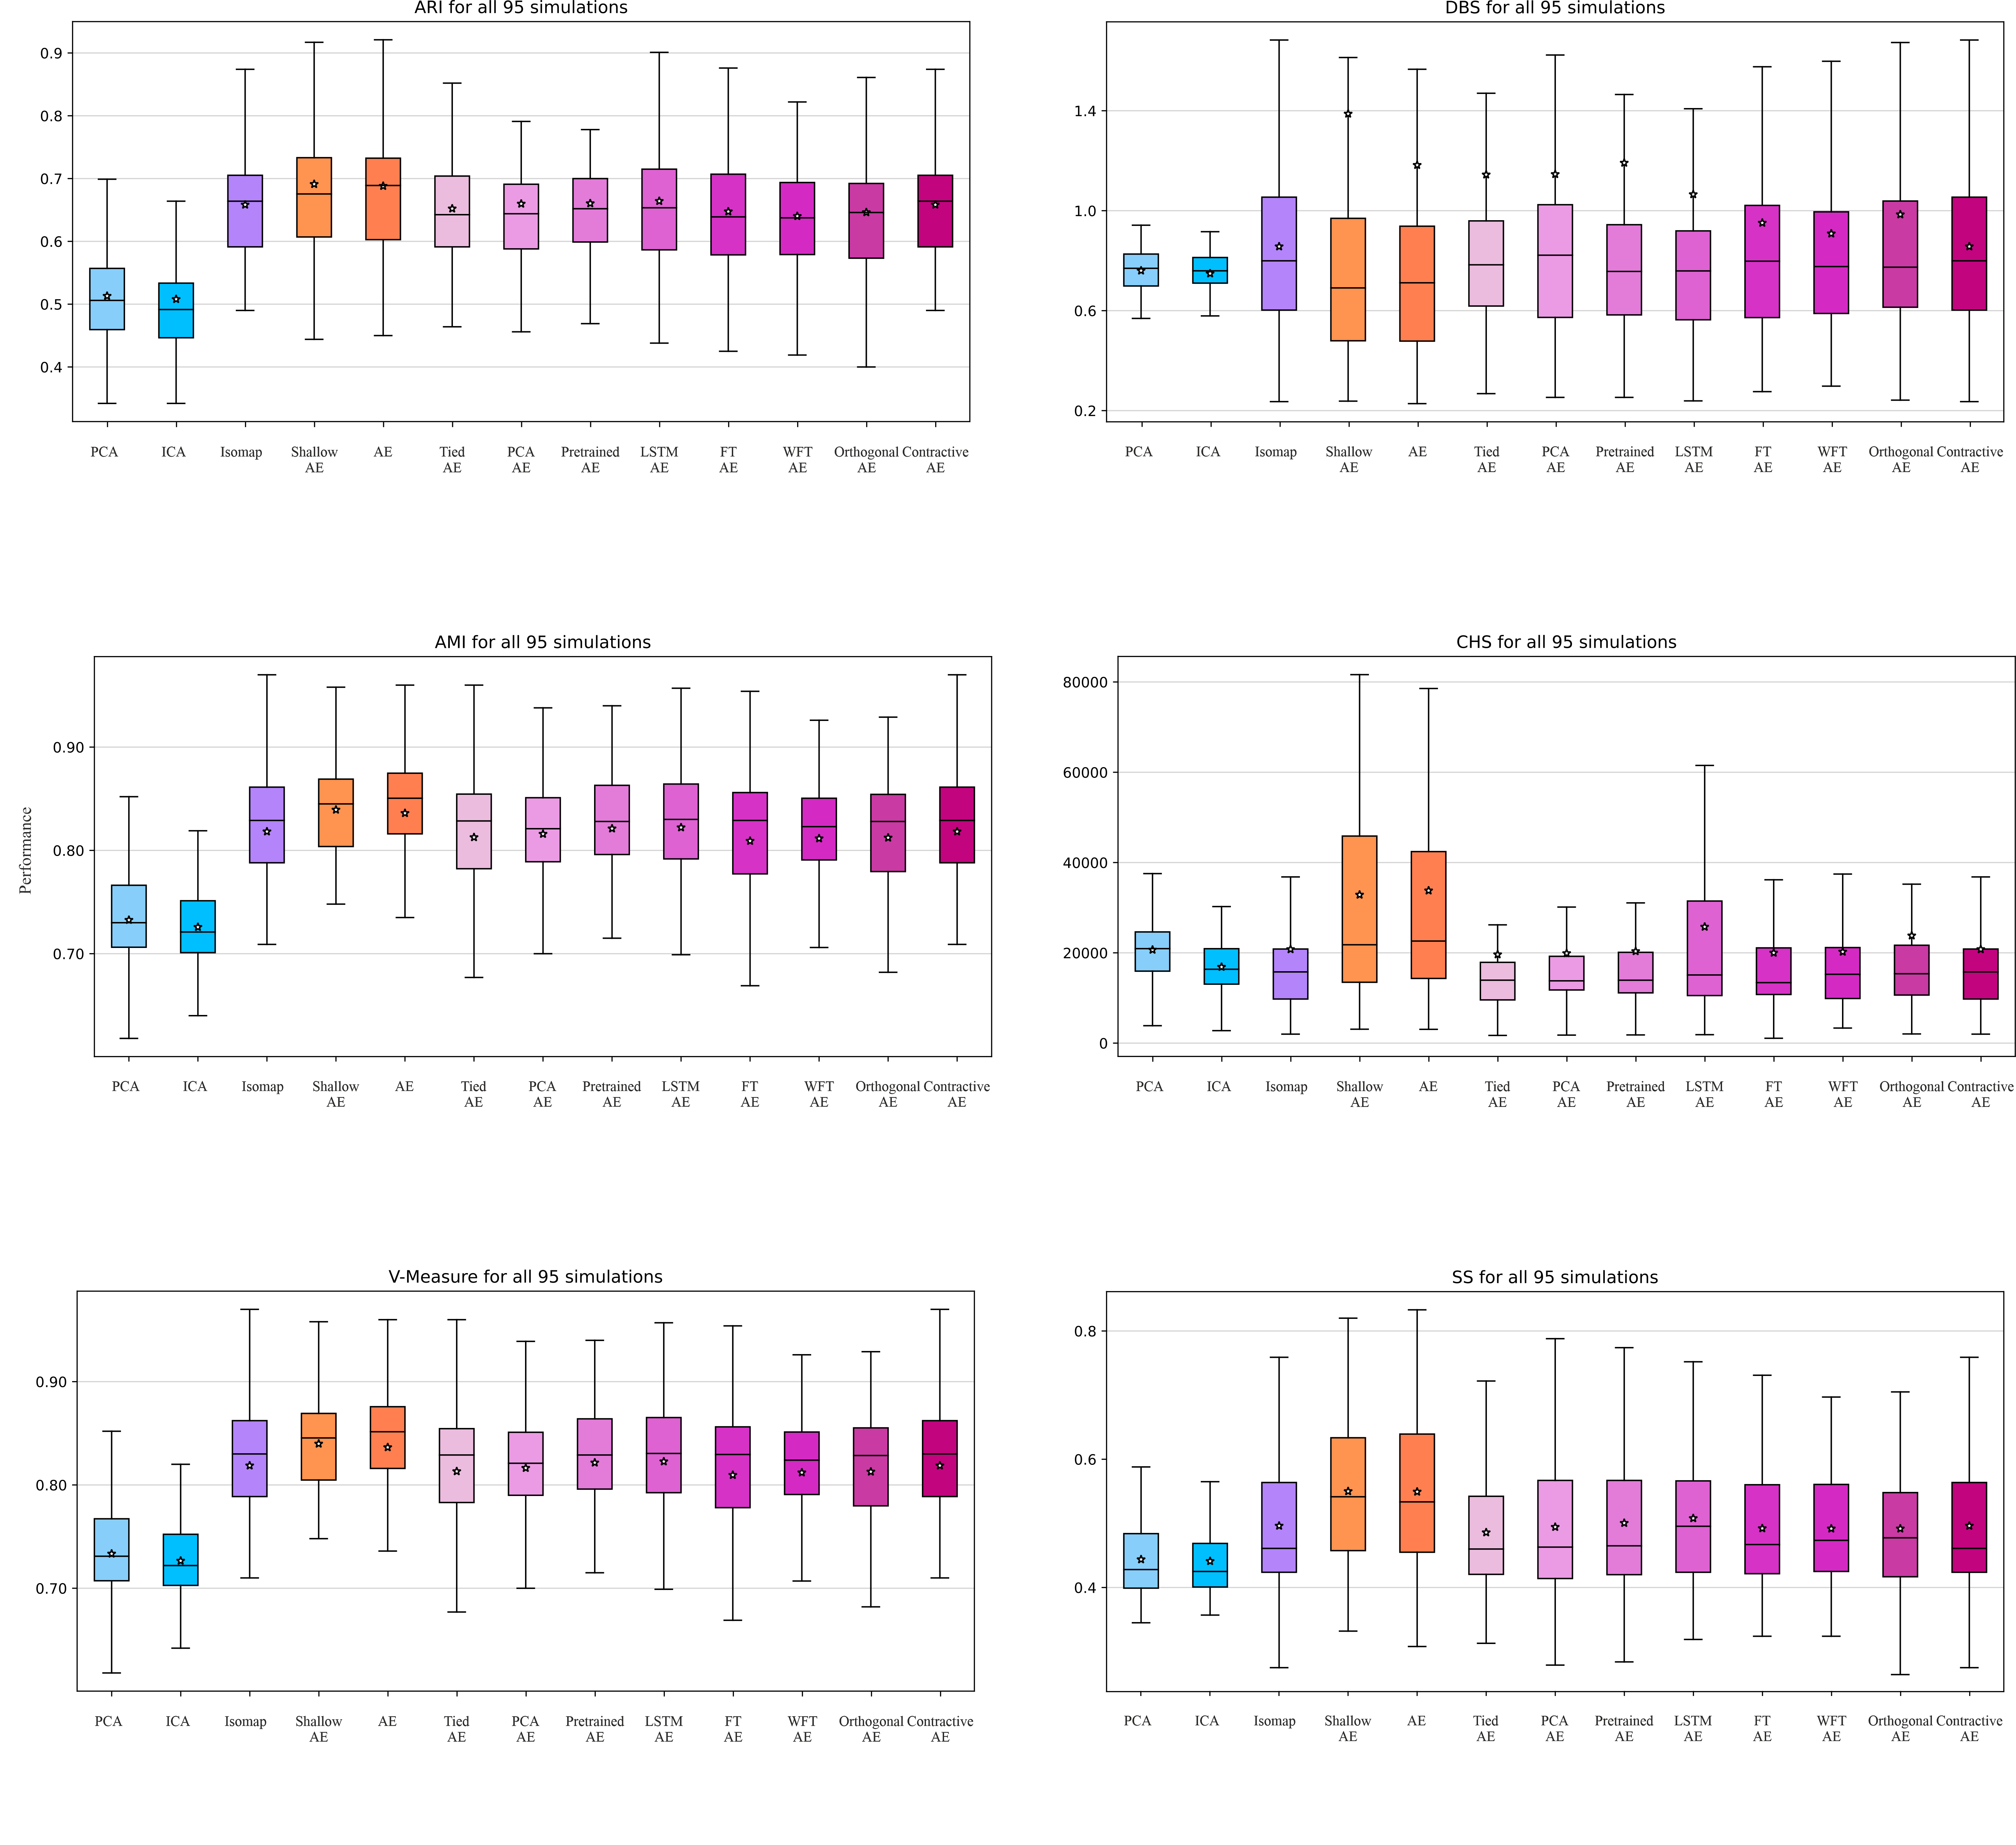 ARI for all 95 simulations
0.9
0.8
0.7
0.6
0.5
0.4
PCA ICA Isomap Shallow AE Tied PCA Pretrained LSTM FT WFT Orthogonal Contractive
AE AE AE AE AE AE AE AE AE
DBS for all 95 simulations
1.4
1.0
0.6
0.2
PCA ICA Isomap Shallow AE Tied PCA Pretrained LSTM FT WFT Orthogonal Contractive
AE AE AE AE AE AE AE AE AE
Performance
AMI for all 95 simulations
0.90
0.80
0.70
PCA ICA Isomap Shallow AE Tied PCA Pretrained LSTM FT WFT Orthogonal Contractive
AE AE AE AE AE AE AE AE AE
CHS for all 95 simulations
80000
60000
40000
20000
0
PCA ICA Isomap Shallow AE Tied PCA Pretrained LSTM FT WFT Orthogonal Contractive
AE AE AE AE AE AE AE AE AE
V-Measure for all 95 simulations
0.90
0.80
0.70
PCA ICA Isomap Shallow AE Tied PCA Pretrained LSTM FT WFT Orthogonal Contractive
AE AE AE AE AE AE AE AE AE
SS for all 95 simulations
0.8
0.6
0.4
PCA ICA Isomap Shallow AE Tied PCA Pretrained LSTM FT WFT Orthogonal Contractive
AE AE AE AE AE AE AE AE AE